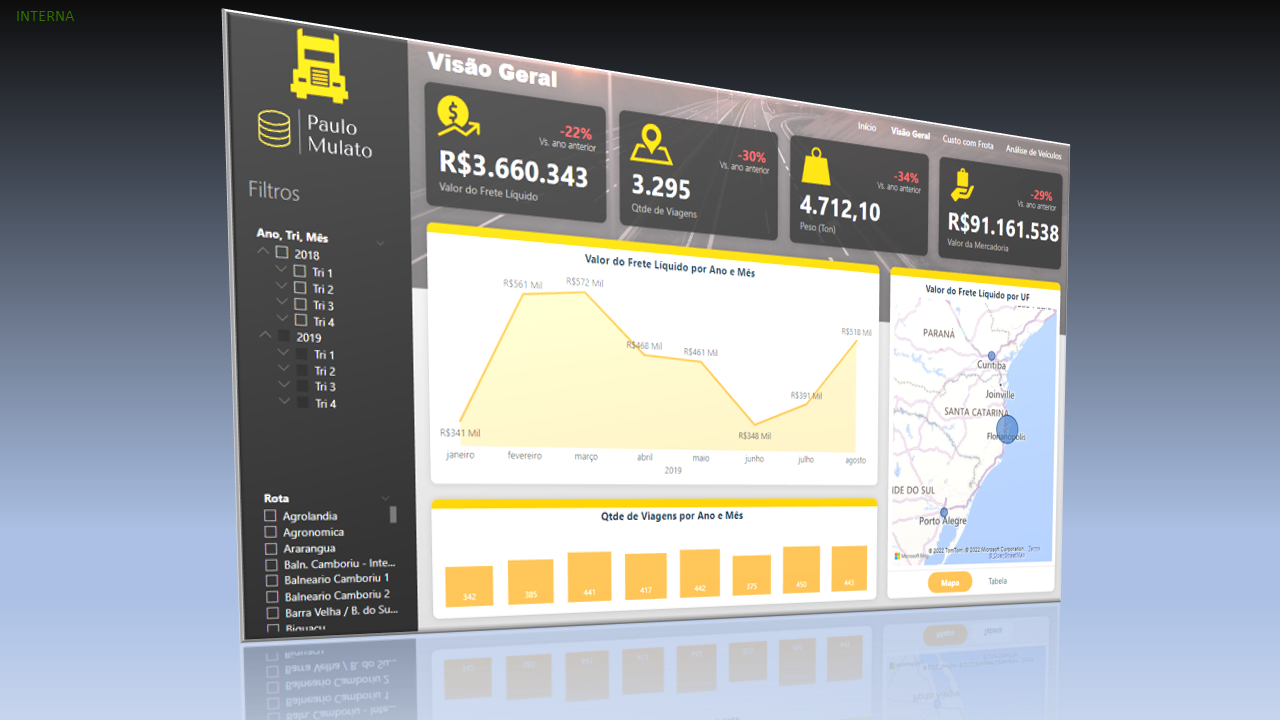 INTERNA
Paulo
Mulato
Filtros
Ano, Tri, Mês
2018
Tri 1
Tri 2
Tri 3
Tri 4
2019
Tri 1
Tri 2
Tri 3
Tri 4
Rota
Agrolandia
Agronomica
Ararangua
Baln. Camboriu - Inte...
Balneario Camboriu 1
Balneario Camboriu 2
Barra Velha / B. do Su...
Visão Geral
Início Visão Geral Custo com Frota Análise de Veículos
-22%
Vs. ano anterior
R$3.660.343
Valor do Frete Líquido
-30%
Vs. ano anterior
3.295
Qtde de Viagens
-34%
Vs. ano anterior
4.712,10
Peso (Ton)
-29%
Vs. ano anterior
R$91.161.538
Valor da Mercadoria
Valor do Frete Líquido por Ano e Mês
R$341 Mil
R$561 Mil
R$572 Mil
R$468 Mil
R$461 Mil
R$348 Mil
R$391 Mil
R$518 Mil
janeiro fevereiro março abril maio junho julho agosto
2019
Qtde de Viagens por Ano e Mês
342 385 441 417 442 375 450 443
Valor do Frete Líquido por UF
PARANÁ
Curitiba
Joinville
SANTA CATARINA
Florianópolis
IDE DO SUL
Porto Alegre
Microsoft Bing
© 2022 TomTom, © 2022 Microsoft Corporation, Terms
© OpenStreetMap
Mapa Tabela